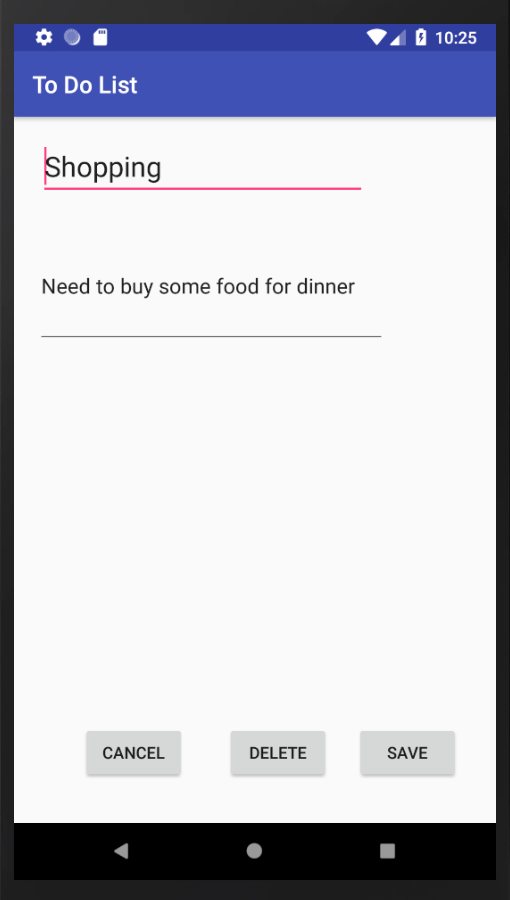 10:25
To Do List
Shopping
Need to buy some food for dinner
CANCEL DELETE SAVE